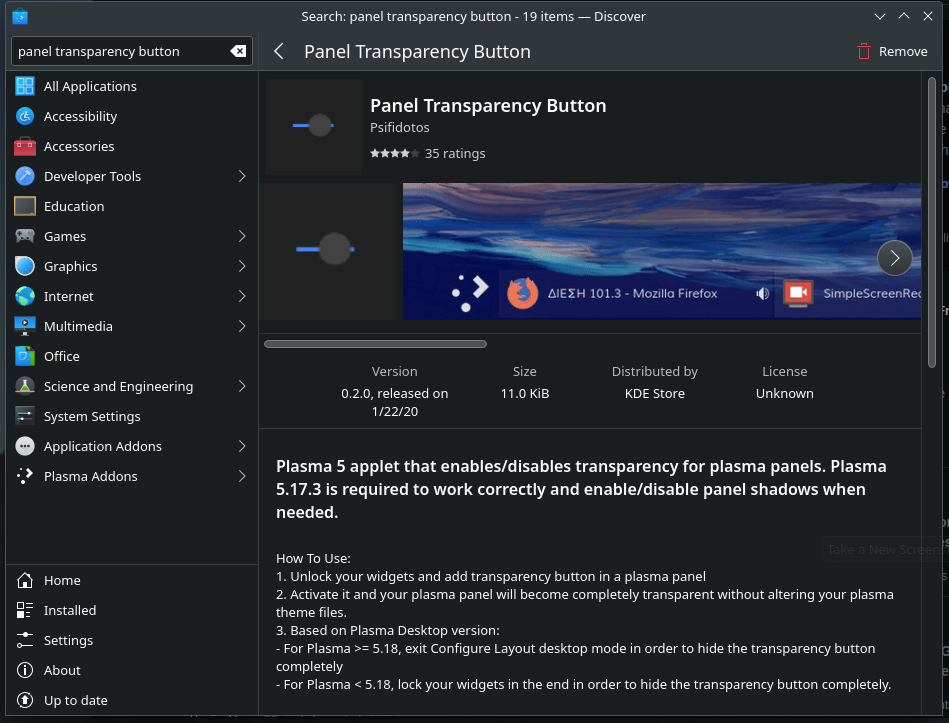 Search: panel transparency button - 19 items — Discover
panel transparency button
Panel Transparency Button
Remove
All Applications
Accessibility
Accessories
Developer Tools
Education
Games
Graphics
Internet
Multimedia
Office
Science and Engineering
System Settings
Application Addons
Plasma Addons
Home
Installed
Settings
About
Up to date
Panel Transparency Button
Psifidotos
35 ratings
ΔΙΕΣΗ 101.3 - Mozilla Firefox
SimpleScreenRec
Version
0.2.0, released on
1/22/20
Size
11.0 KiB
Distributed by
KDE Store
License
Unknown
Plasma 5 applet that enables/disables transparency for plasma panels. Plasma
5.17.3 is required to work correctly and enable/disable panel shadows when
needed.
How To Use:
1. Unlock your widgets and add transparency button in a plasma panel
2. Activate it and your plasma panel will become completely transparent without altering your plasma
theme files.
3. Based on Plasma Desktop version:
- For Plasma >= 5.18, exit Configure Layout desktop mode in order to hide the transparency button
completely
- For Plasma < 5.18, lock your widgets in the end in order to hide the transparency button completely.
Take a New Screen